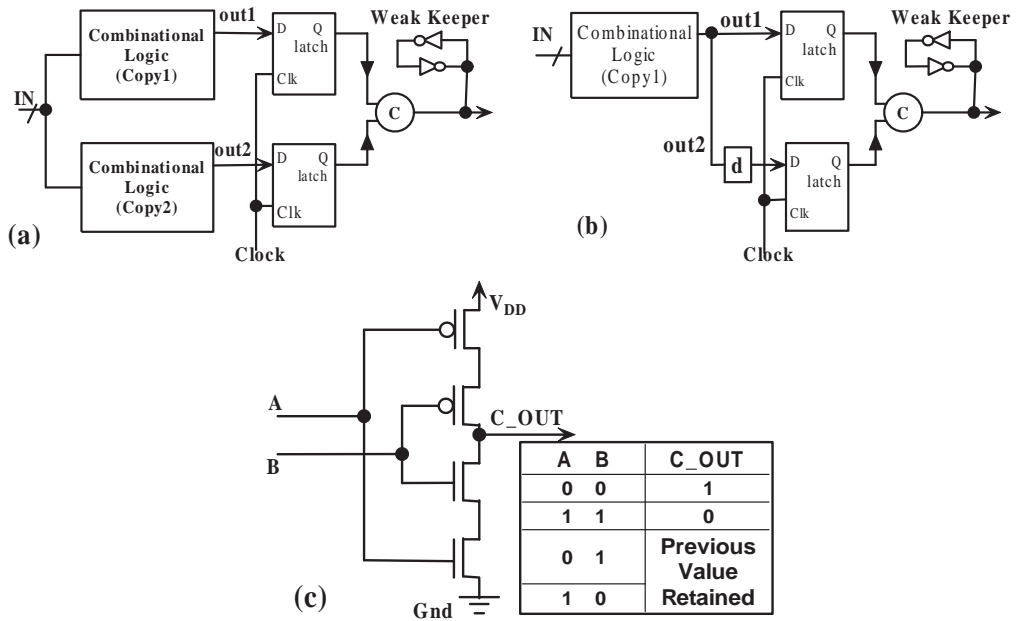 Combinational
Logic
(Copy1)
out1
D
Q
latch
Clk
Weak Keeper
IN
C
Combinational
Logic
(Copy2)
out2
D
Q
latch
Clk
Clock
(a)
IN
Combinational
Logic
(Copy1)
out1
D
Q
latch
Clk
Weak Keeper
C
out2
d
D
Q
latch
Clk
Clock
(b)
VDD
A
B
C_OUT
Gnd
(c)
A B C_OUT
0 0 1
1 1 0
0 1 Previous
Value
1 0 Retained